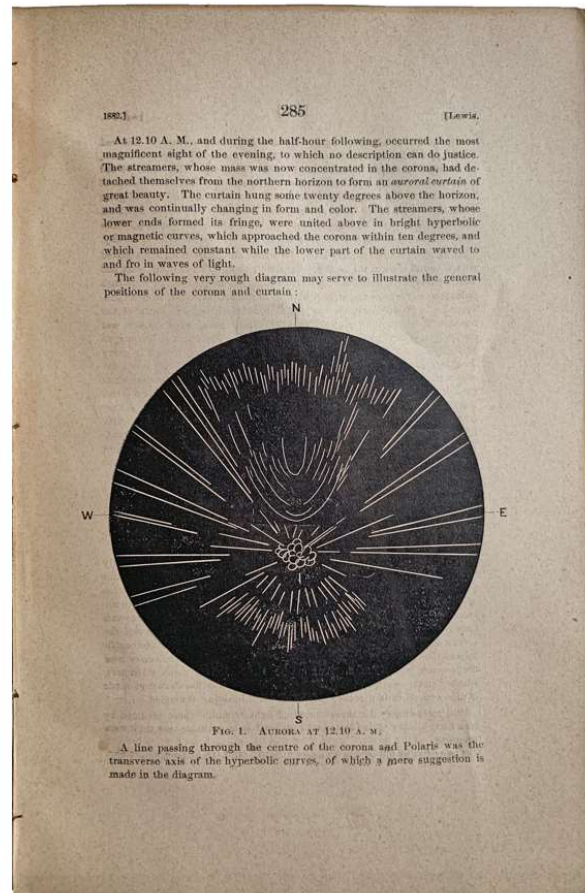 1882.]
285
[Lewis.
At 12.10 A. M., and during the half-hour following, occurred the most
magnificent sight of the evening, to which no description can do justice.
The streamers, whose mass was now concentrated in the corona, had de-
tached themselves from the northern horizon to form an auroral curtain of
great beauty. The curtain hung some twenty degrees above the horizon,
and was continually changing in form and color. The streamers, whose
lower ends formed its fringe, were united above in bright hyperbolic
or magnetic curves, which approached the corona within ten degrees, and
which remained constant while the lower part of the curtain waved to
and fro in waves of light.
The following very rough diagram may serve to illustrate the general
positions of the corona and curtain :
N
W
E
S
FIG. 1. AURORA AT 12.10 A. M.
A line passing through the centre of the corona and Polaris was the
transverse axis of the hyperbolic curves, of which a mere suggestion is
made in the diagram.